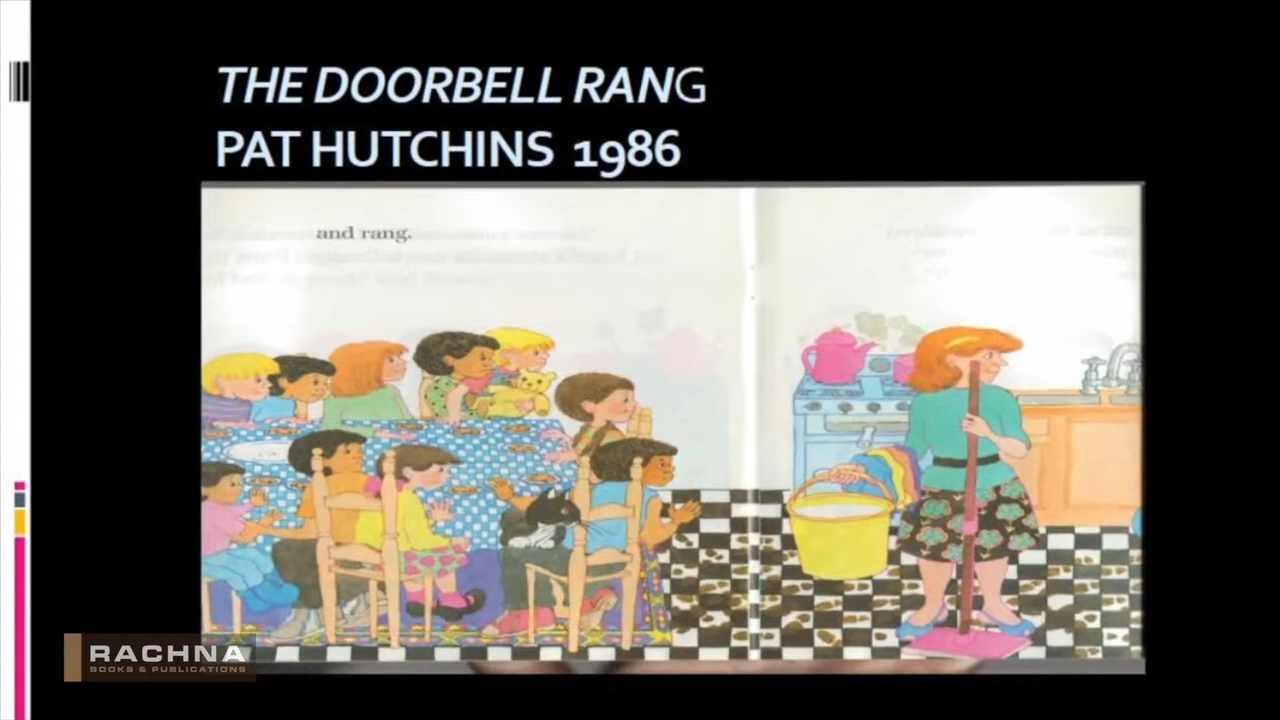 THE DOORBELL RANG
PAT HUTCHINS 1986
and rang.
RACHNA
BOOKS & PUBLICATIONS